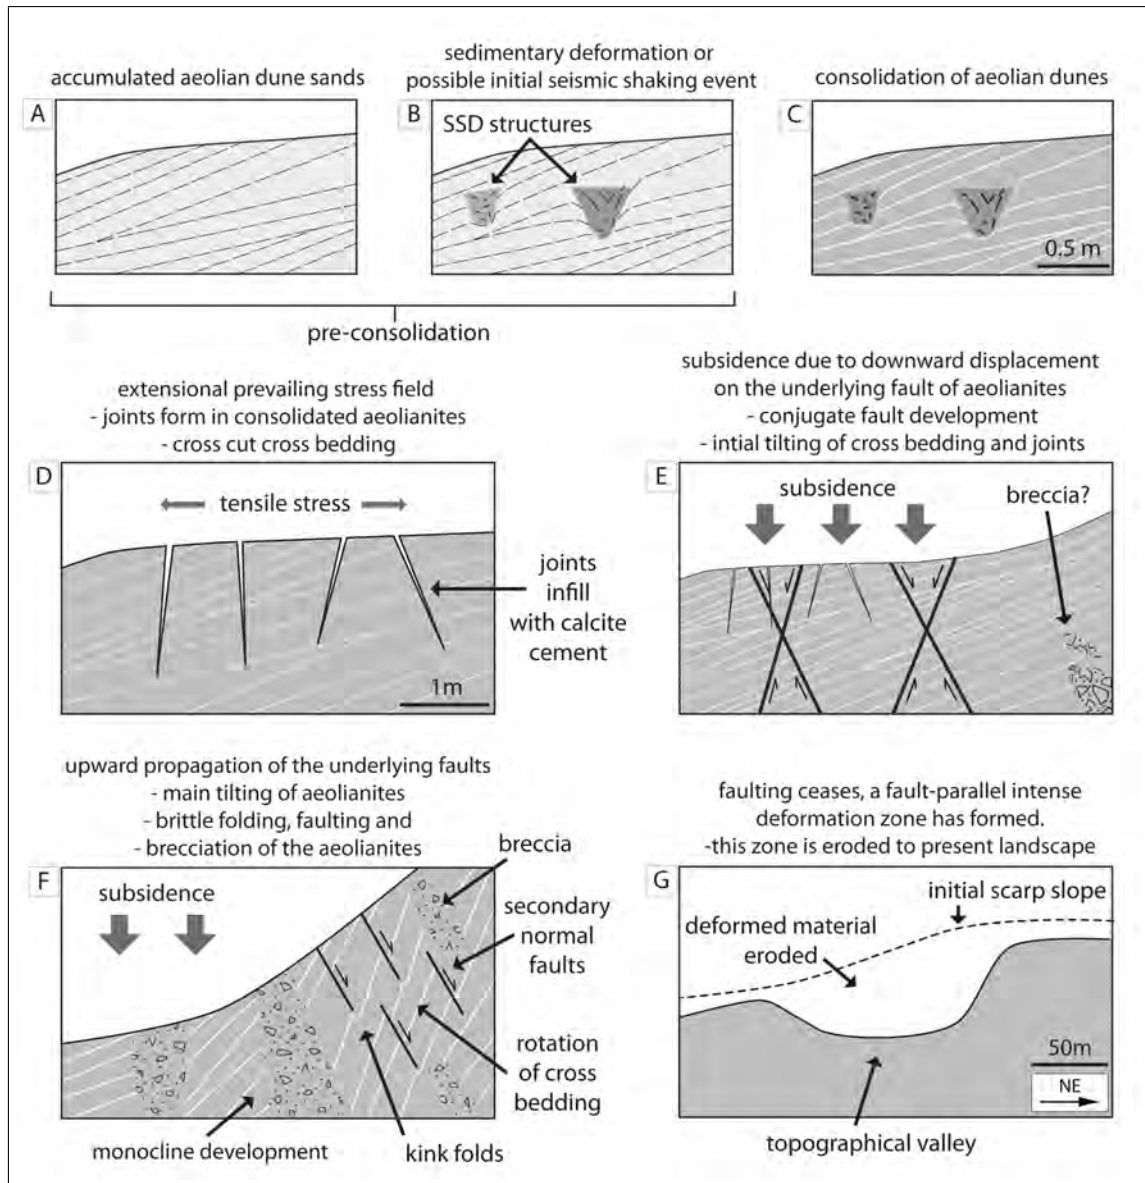 accumulated aeolian dune sands
A
sedimentary deformation or
possible initial seismic shaking event
B
SSD structures
consolidation of aeolian dunes
C
0.5 m
pre-consolidation
extensional prevailing stress field
- joints form in consolidated aeolianites
- cross cut cross bedding
D
tensile stress
joints
infill
with calcite
cement
1m
subsidence due to downward displacement
on the underlying fault of aeolianites
- conjugate fault development
- intial tilting of cross bedding and joints
E
subsidence
breccia?
upward propagation of the underlying faults
- main tilting of aeolianites
- brittle folding, faulting and
- brecciation of the aeolianites
F
subsidence
breccia
secondary
normal
faults
rotation
of cross
bedding
monocline development
kink folds
faulting ceases, a fault-parallel intense
deformation zone has formed.
-this zone is eroded to present landscape
G
initial scarp slope
deformed material
eroded
50m
NE
topographical valley